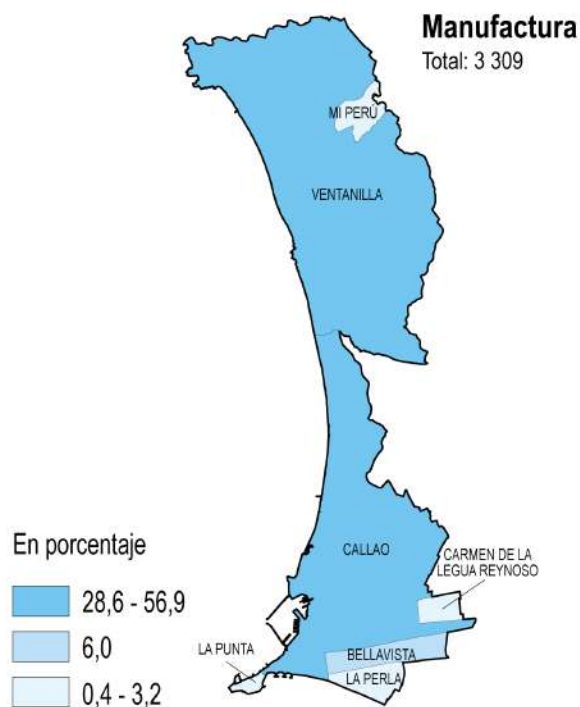 Manufactura
Total: 3 309
MI PERÚ
VENTANILLA
CALLAO
CARMEN DE LA
LEGUA REYNOSO
LA PUNTA
BELLAVISTA
LA PERLA
En porcentaje
28,6 - 56,9
6,0
0,4 - 3,2